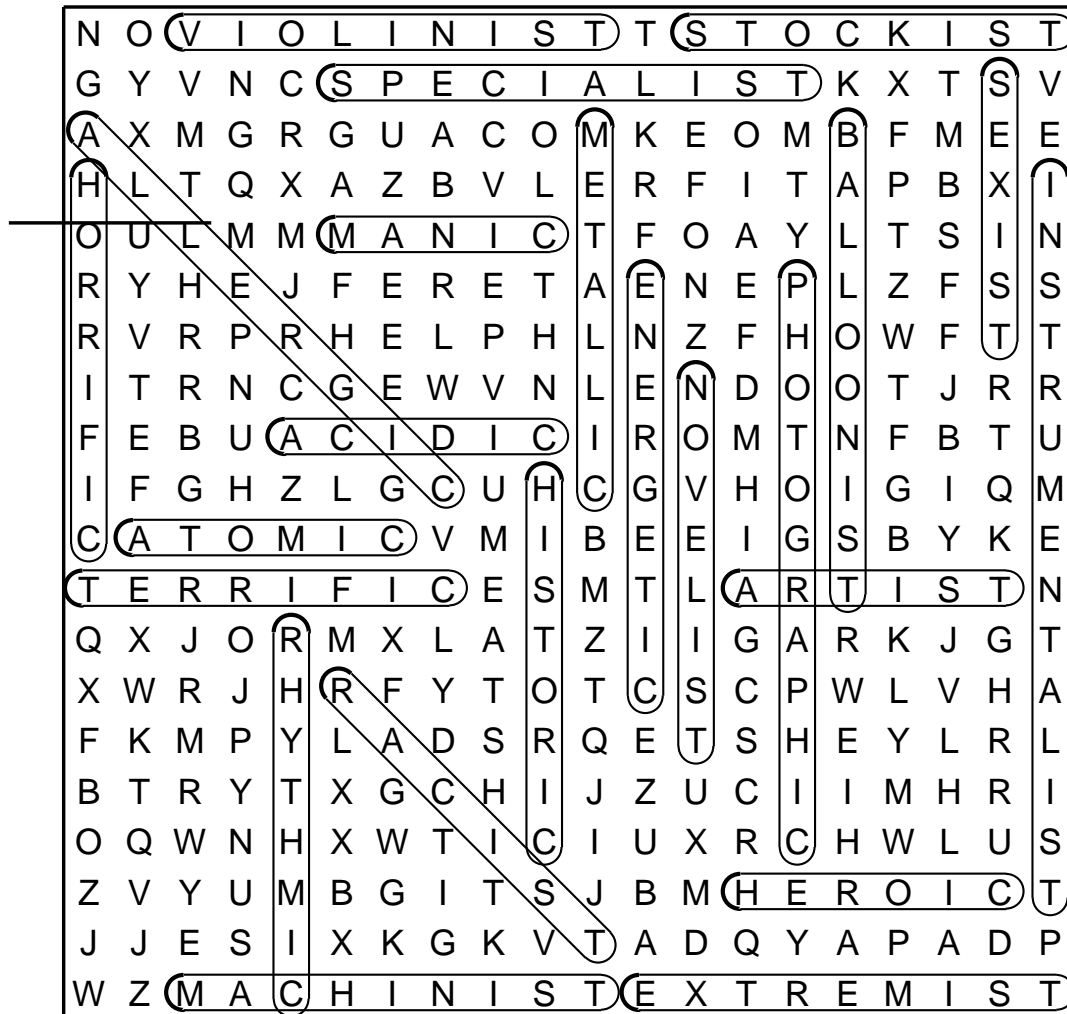 N O V I O L I N I S T T S T O C K I S T
G Y V N C S P E C I A L I S T K X T S V
A X M G R G U A C O M K E O M B F M E E
H L T Q X A Z B V L E R F I T A P B X I
O U L M M M A N I C T F O A Y L T S I N
R Y H E J F E R E T A E N E P L Z F S S
R V R P R H E L P H L N Z F H O W F T T
I T R N C G E W V N L E N D O O T J R R
F E B U A C I D I C I R O M T N F B T U
I F G H Z L G C U H C G V H O I G I Q M
C A T O M I C V M I B E E I G S B Y K E
T E R R I F I C E S M T L A R T I S T N
Q X J O R M X L A T Z I I G A R K J G T
X W R J H R F Y T O T C S C P W L V H A
F K M P Y L A D S R Q E T S H E Y L R L
B T R Y T X G C H I J Z U C I I M H R I
O Q W N H X W T I C I U X R C H W L U S
Z V Y U M B G I T S J B M H E R O I C T
J J E S I X K G K V T A D Q Y A P A D P
W Z M A C H I N I S T E X T R E M I S T